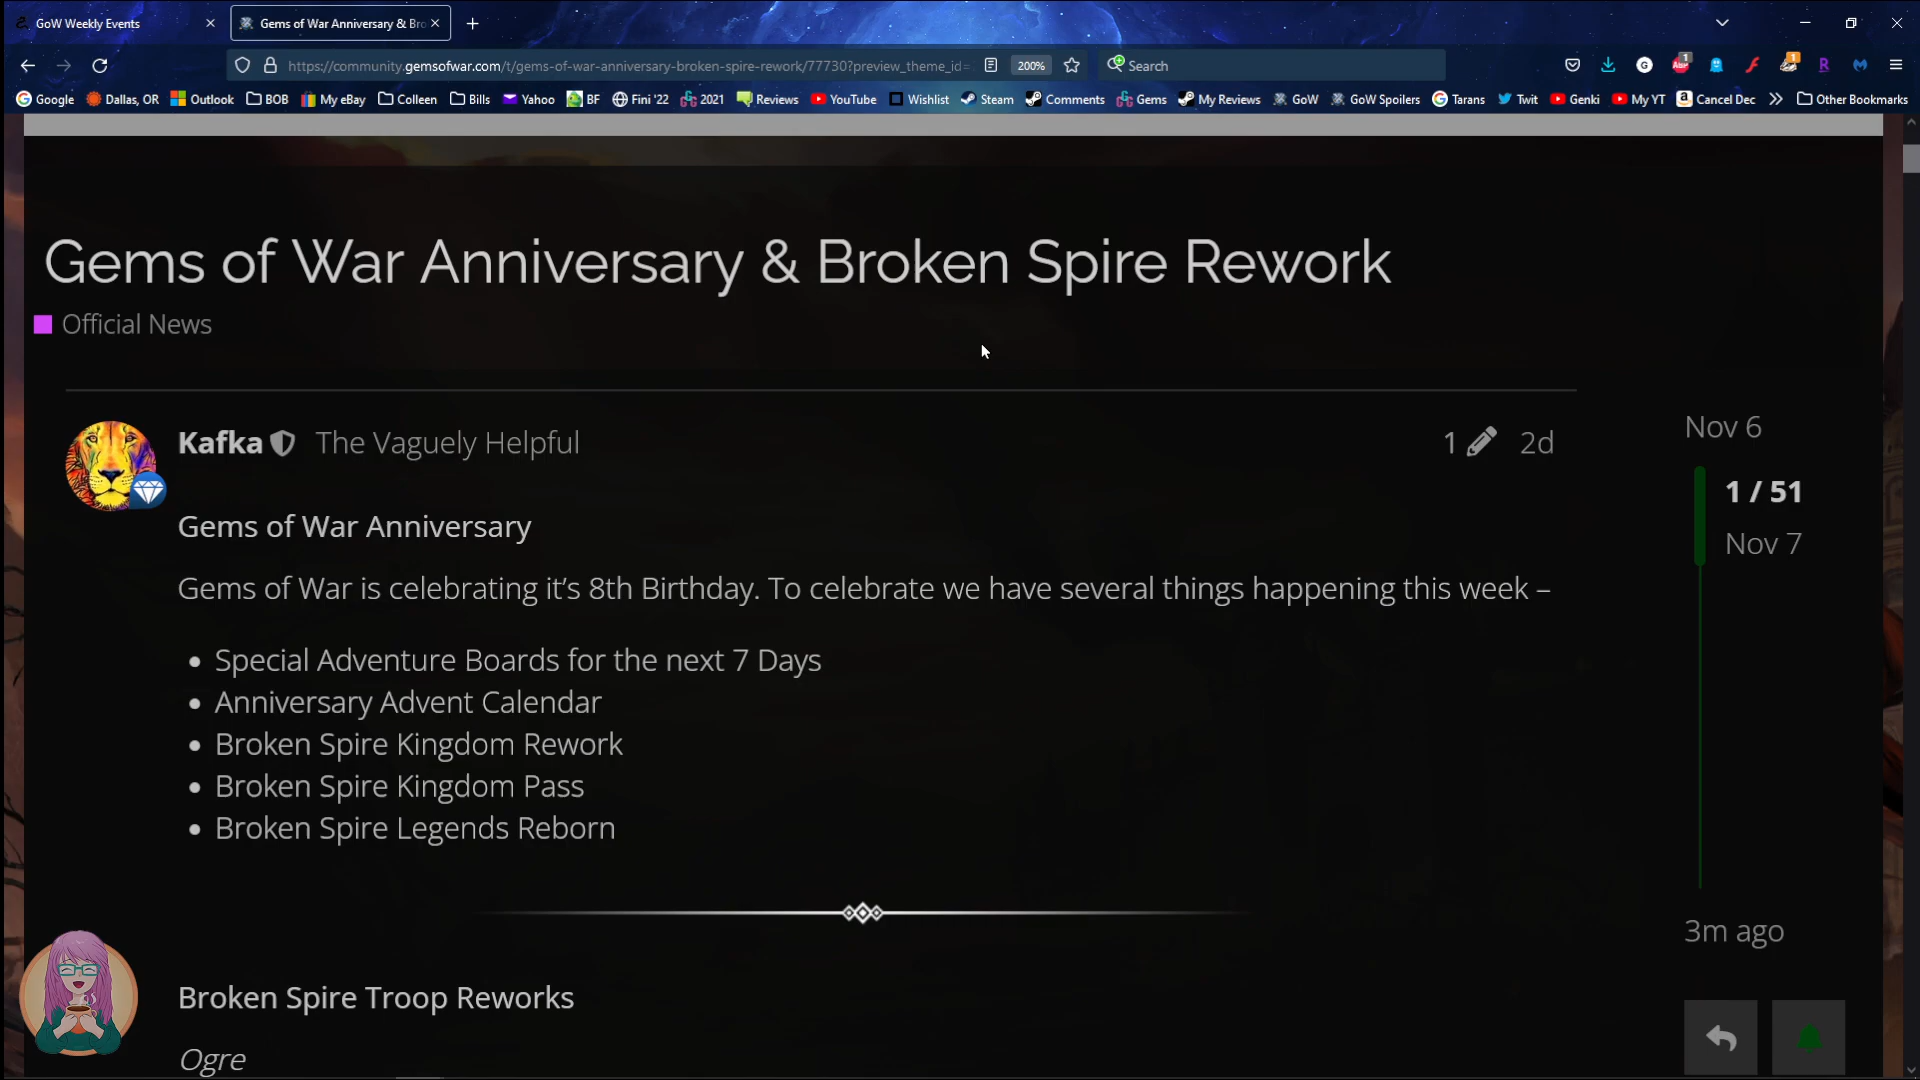 GoW Weekly Events
Gems of War Anniversary & Bro
https://community.gemsofwar.com/t/gems-of-war-anniversary-broken-spire-rework/77730?preview_theme_id=
200%
Search
1
1
Google
Dallas, OR
Outlook
BOB
My eBay
Colleen
Bills
Yahoo
BF
Fini '22
2021
Reviews
YouTube
Wishlist
Steam
Comments
Gems
My Reviews
GoW
GoW Spoilers
Tarans
Twit
Genki
My YT
Cancel Dec
Other Bookmarks
Gems of War Anniversary & Broken Spire Rework
Official News
Kafka The Vaguely Helpful
1 2d
Nov 6
1 / 51
Nov 7
Gems of War Anniversary
Gems of War is celebrating it's 8th Birthday. To celebrate we have several things happening this week –
• Special Adventure Boards for the next 7 Days
• Anniversary Advent Calendar
• Broken Spire Kingdom Rework
• Broken Spire Kingdom Pass
• Broken Spire Legends Reborn
3m ago
Broken Spire Troop Reworks
Ogre